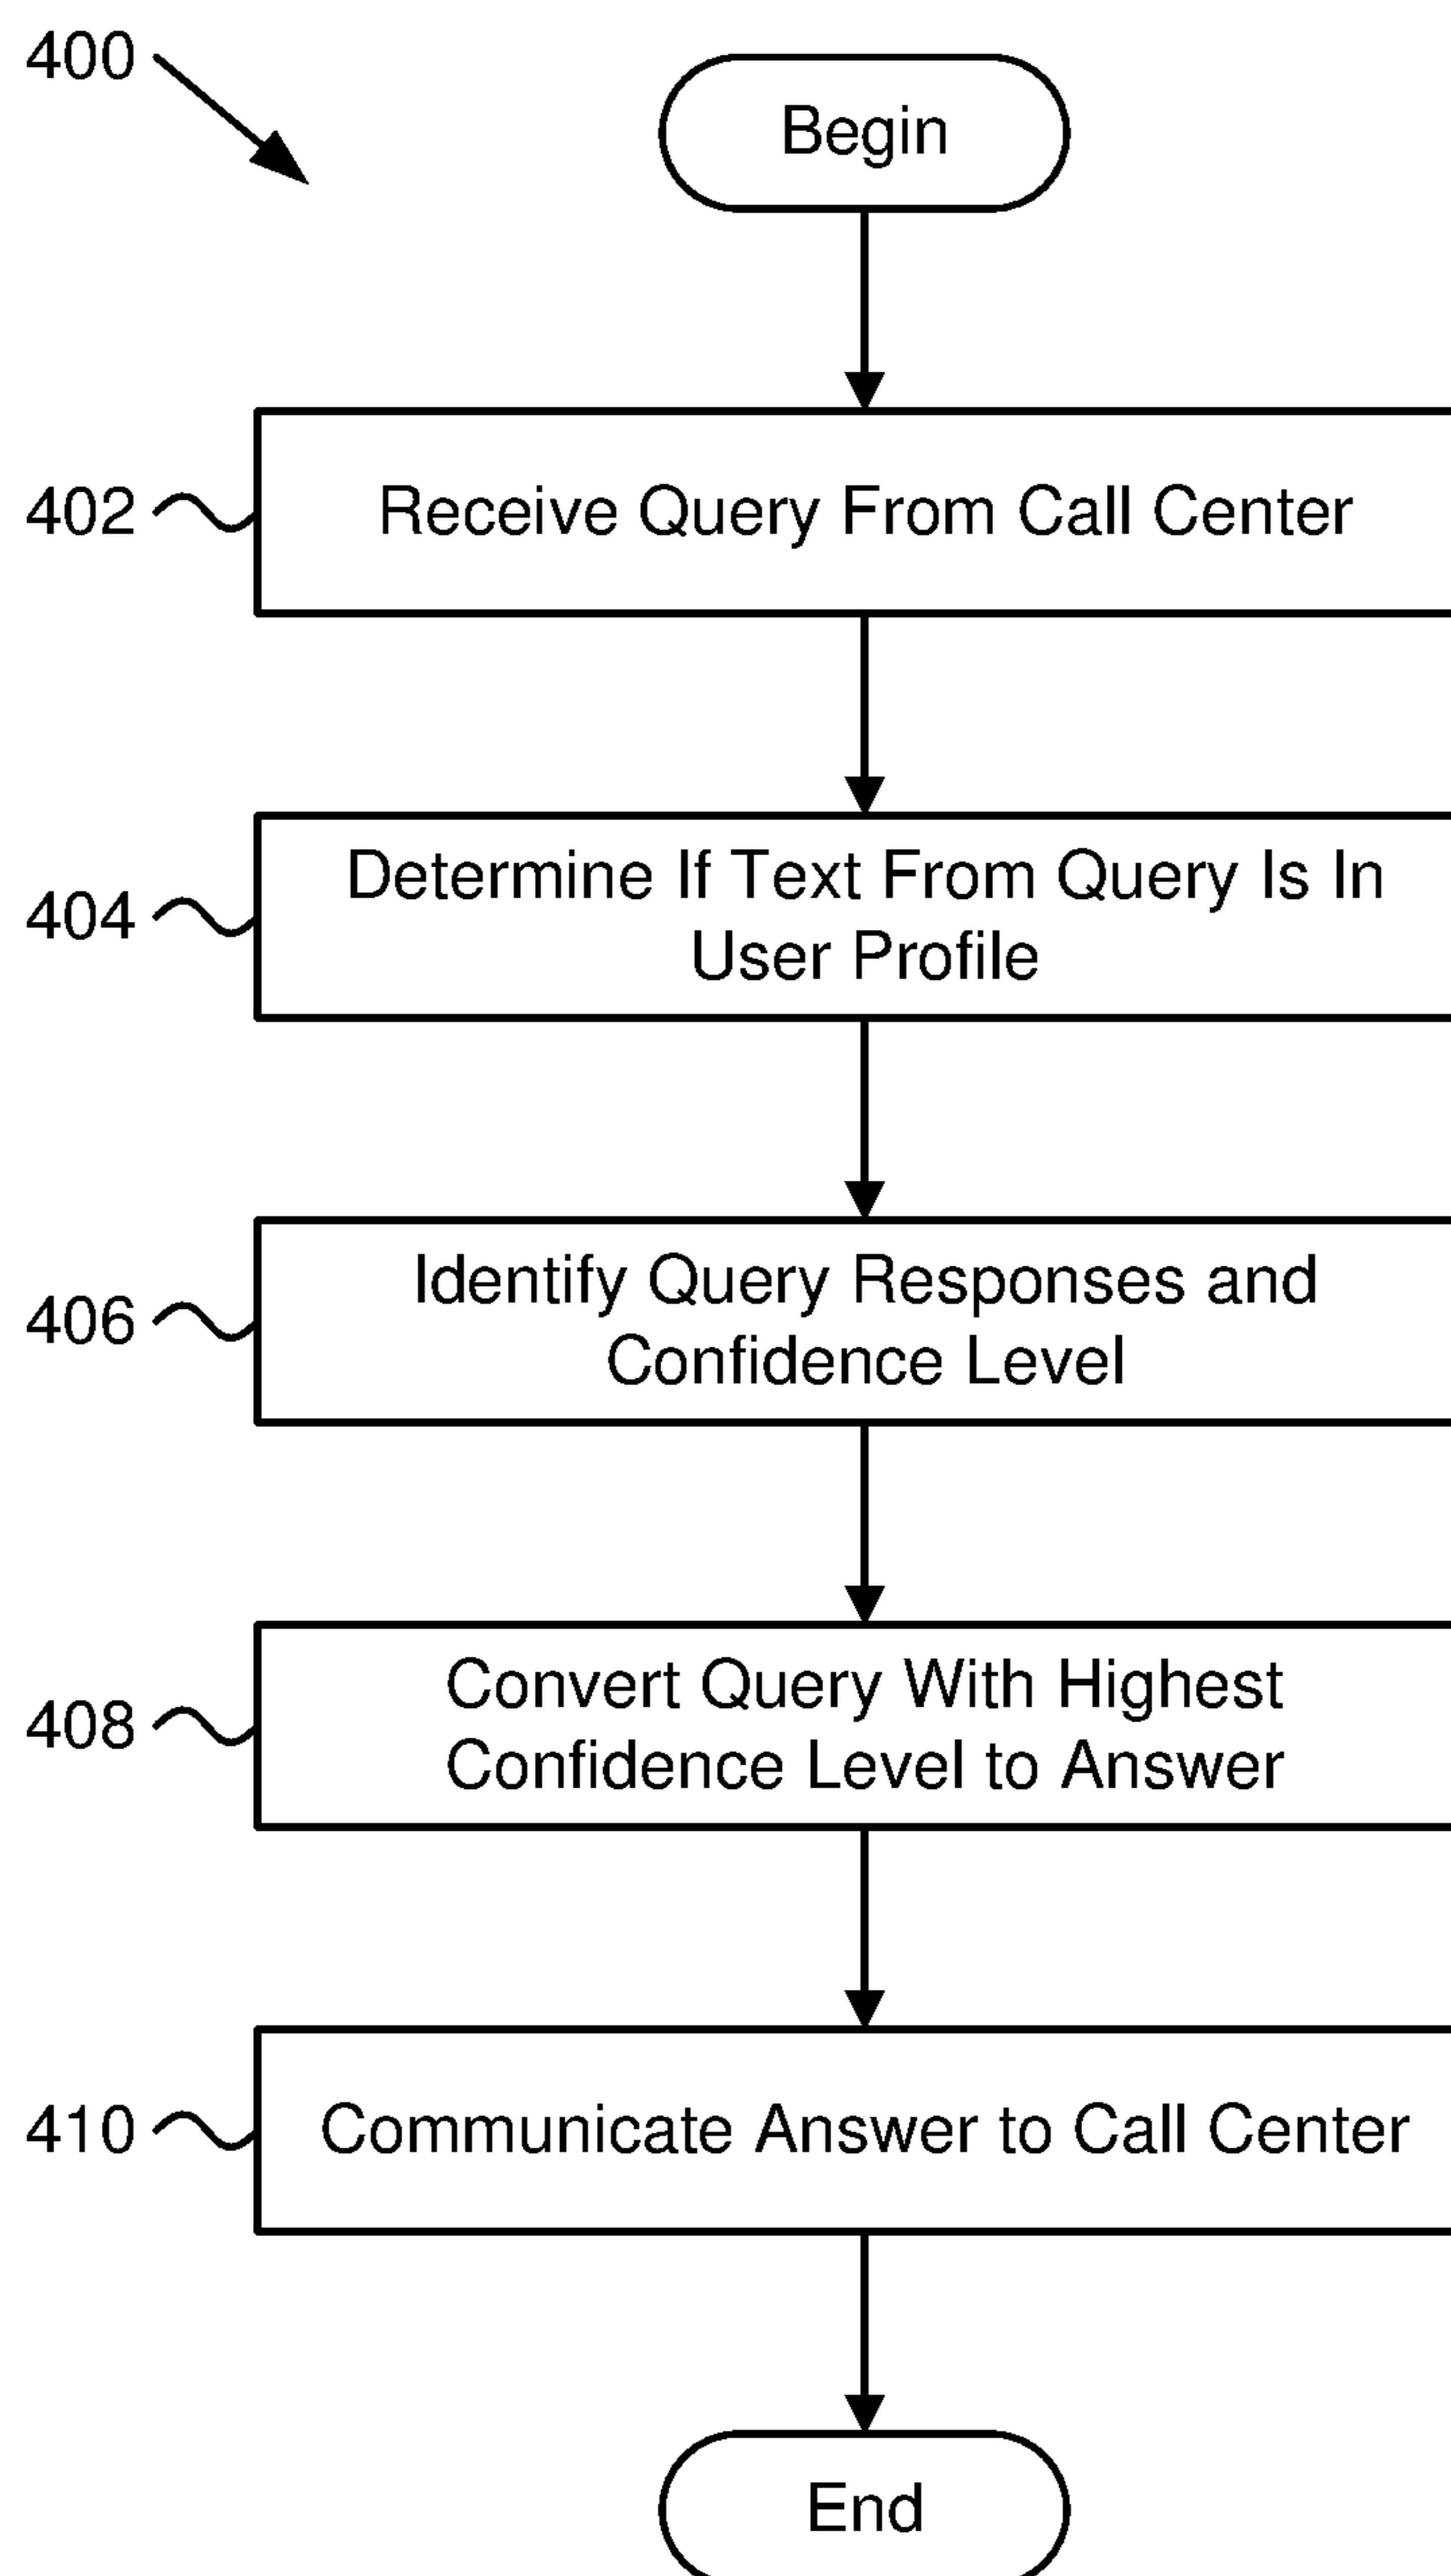 400
Begin
402
Receive Query From Call Center
404
Determine If Text From Query Is In
User Profile
406
Identify Query Responses and
Confidence Level
408
Convert Query With Highest
Confidence Level to Answer
410
Communicate Answer to Call Center
End